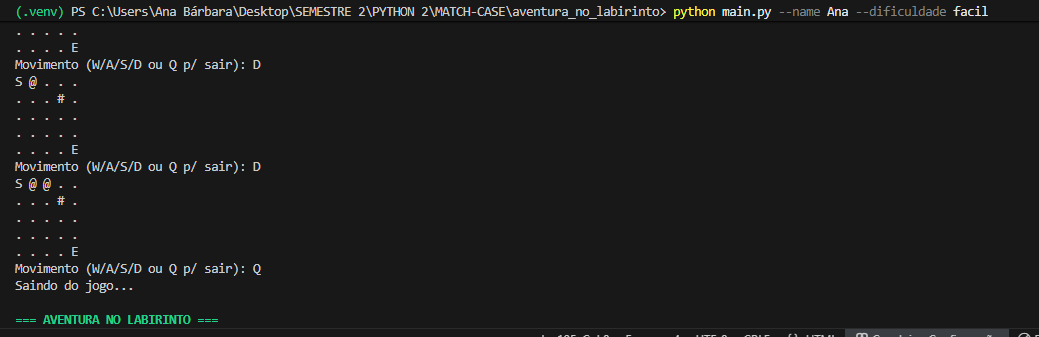 (.venv) PS C:\Users\Ana Bárbara\Desktop\SEMESTRE 2\PYTHON 2\MATCH-CASE\aventura_no_labirinto> python main.py --name Ana --dificuldade facil
. . . . .
. . . . E
Movimento (W/A/S/D ou Q p/ sair): D
S @ . . .
. . . # .
. . . . .
. . . . .
. . . . E
Movimento (W/A/S/D ou Q p/ sair): D
S @ @ . .
. . . # .
. . . . .
. . . . .
. . . . E
Movimento (W/A/S/D ou Q p/ sair): Q
Saindo do jogo...
=== AVENTURA NO LABIRINTO ===